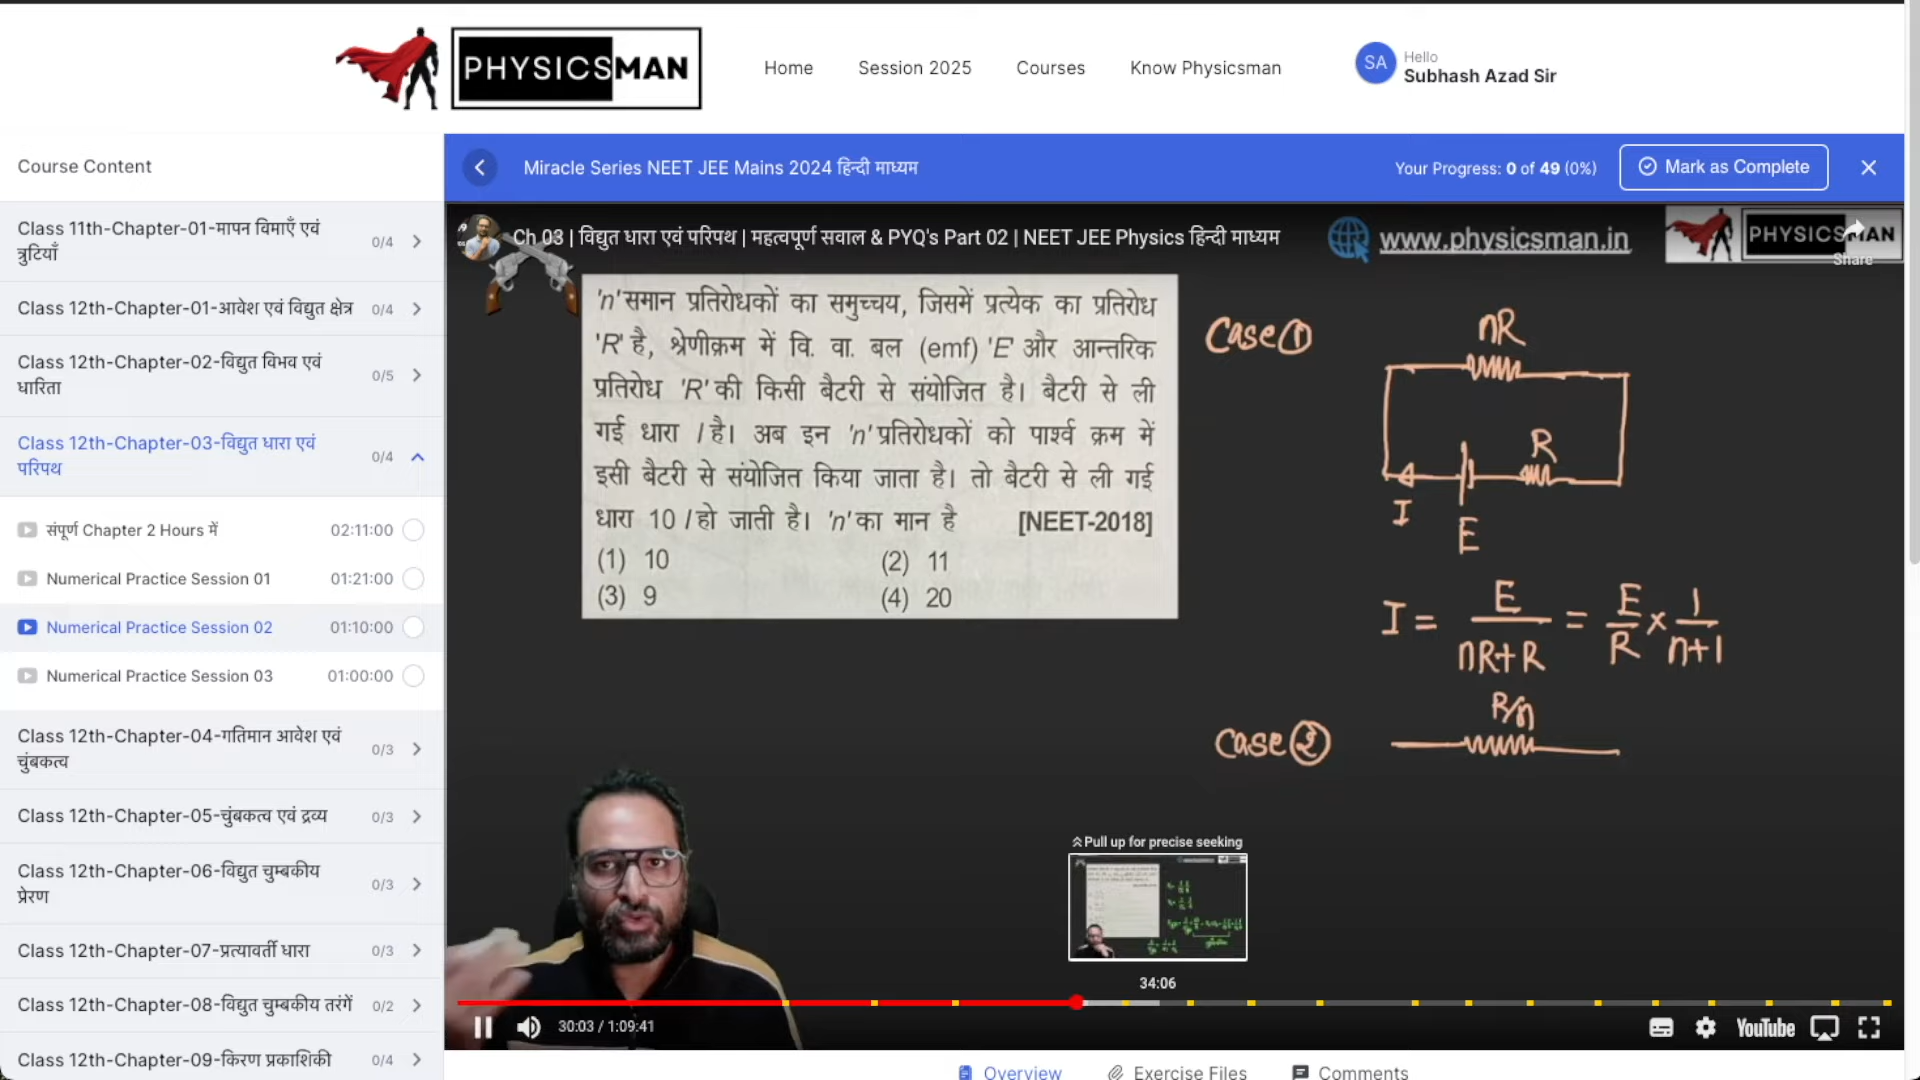 PHYSICSMAN
Home
Session 2025
Courses
Know Physicsman
SA
Hello
Subhash Azad Sir
Course Content
Miracle Series NEET JEE Mains 2024 हिन्दी माध्यम
Your Progress: 0 of 49 (0%)
Mark as Complete
Class 11th-Chapter-01-मापन विमाएँ एवं
त्रुटियाँ
0/4
Class 12th-Chapter-01-आवेश एवं विद्युत क्षेत्र
0/4
Class 12th-Chapter-02-विद्युत विभव एवं
धारिता
0/5
Class 12th-Chapter-03-विद्युत धारा एवं
परिपथ
0/4
संपूर्ण Chapter 2 Hours में
02:11:00
Numerical Practice Session 01
01:21:00
Numerical Practice Session 02
01:10:00
Numerical Practice Session 03
01:00:00
Class 12th-Chapter-04-गतिमान आवेश एवं
चुंबकत्व
0/3
Class 12th-Chapter-05-चुंबकत्व एवं द्रव्य
0/3
Class 12th-Chapter-06-विद्युत चुम्बकीय
प्रेरण
0/3
Class 12th-Chapter-07-प्रत्यावर्ती धारा
0/3
Class 12th-Chapter-08-विद्युत चुम्बकीय तरंगें
0/2
Class 12th-Chapter-09-किरण प्रकाशिकी
0/4
Ch 03 | विद्युत धारा एवं परिपथ | महत्वपूर्ण सवाल & PYQ's Part 02 | NEET JEE Physics हिन्दी माध्यम
www.physicsman.in
PHYSICSMAN
Share
'n' समान प्रतिरोधकों का समुच्चय, जिसमें प्रत्येक का प्रतिरोध
'R' है, श्रेणीक्रम में वि. वा. बल (emf) 'E' और आन्तरिक
प्रतिरोध 'R' की किसी बैटरी से संयोजित है। बैटरी से ली
गई धारा I है। अब इन 'n' प्रतिरोधकों को पार्श्व क्रम में
इसी बैटरी से संयोजित किया जाता है। तो बैटरी से ली गई
धारा 10 I हो जाती है। 'n' का मान है [NEET-2018]
(1) 10 (2) 11
(3) 9 (4) 20
Case ①
nR
R
I
E
I = E/(nR+R) = E/R × 1/(n+1)
Case ②
R/n
Pull up for precise seeking
34:06
30:03 / 1:09:41
YouTube
Overview
Exercise Files
Comments